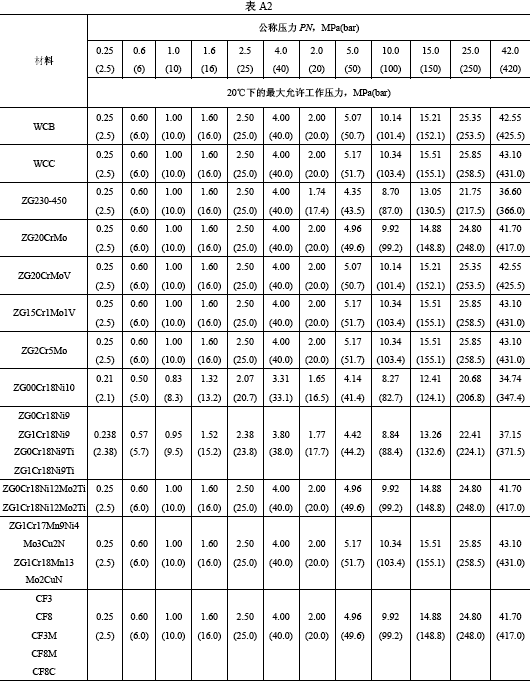 表 A2
材料
公称压力 PN，MPa(bar)
0.25 0.6 1.0 1.6 2.5 4.0 2.0 5.0 10.0 15.0 25.0 42.0
(2.5) (6) (10) (16) (25) (40) (20) (50) (100) (150) (250) (420)
20℃下的最大允许工作压力，MPa(bar)
WCB
0.25 0.60 1.00 1.60 2.50 4.00 2.00 5.07 10.14 15.21 25.35 42.55
(2.5) (6.0) (10.0) (16.0) (25.0) (40.0) (20.0) (50.7) (101.4) (152.1) (253.5) (425.5)
WCC
0.25 0.60 1.00 1.60 2.50 4.00 2.00 5.17 10.34 15.51 25.85 43.10
(2.5) (6.0) (10.0) (16.0) (25.0) (40.0) (20.0) (51.7) (103.4) (155.1) (258.5) (431.0)
ZG230-450
0.25 0.60 1.00 1.60 2.50 4.00 1.74 4.35 8.70 13.05 21.75 36.60
(2.5) (6.0) (10.0) (16.0) (25.0) (40.0) (17.4) (43.5) (87.0) (130.5) (217.5) (366.0)
ZG20CrMo
0.25 0.60 1.00 1.60 2.50 4.00 2.00 4.96 9.92 14.88 24.80 41.70
(2.5) (6.0) (10.0) (16.0) (25.0) (40.0) (20.0) (49.6) (99.2) (148.8) (248.0) (417.0)
ZG20CrMoV
0.25 0.60 1.00 1.60 2.50 4.00 2.00 5.07 10.14 15.21 25.35 42.55
(2.5) (6.0) (10.0) (16.0) (25.0) (40.0) (20.0) (50.7) (101.4) (152.1) (253.5) (425.5)
ZG15Cr1Mo1V
0.25 0.60 1.00 1.60 2.50 4.00 2.00 5.17 10.34 15.51 25.85 43.10
(2.5) (6.0) (10.0) (16.0) (25.0) (40.0) (20.0) (51.7) (103.4) (155.1) (258.5) (431.0)
ZG2Cr5Mo
0.25 0.60 1.00 1.60 2.50 4.00 2.00 5.17 10.34 15.51 25.85 43.10
(2.5) (6.0) (10.0) (16.0) (25.0) (40.0) (20.0) (51.7) (103.4) (155.1) (258.5) (431.0)
ZG00Cr18Ni10
0.21 0.50 0.83 1.32 2.07 3.31 1.65 4.14 8.27 12.41 20.68 34.74
(2.1) (5.0) (8.3) (13.2) (20.7) (33.1) (16.5) (41.4) (82.7) (124.1) (206.8) (347.4)
ZG0Cr18Ni9
ZG1Cr18Ni9
ZG0Cr18Ni9Ti
ZG1Cr18Ni9Ti
0.238 0.57 0.95 1.52 2.38 3.80 1.77 4.42 8.84 13.26 22.41 37.15
(2.38) (5.7) (9.5) (15.2) (23.8) (38.0) (17.7) (44.2) (88.4) (132.6) (224.1) (371.5)
ZG0Cr18Ni12Mo2Ti
ZG1Cr18Ni12Mo2Ti
0.25 0.60 1.00 1.60 2.50 4.00 2.00 4.96 9.92 14.88 24.80 41.70
(2.5) (6.0) (10.0) (16.0) (25.0) (40.0) (20.0) (49.6) (99.2) (148.8) (248.0) (417.0)
ZG1Cr17Mn9Ni4
Mo3Cu2N
ZG1Cr18Mn13
Mo2CuN
0.25 0.60 1.00 1.60 2.50 4.00 2.00 5.17 10.34 15.51 25.85 43.10
(2.5) (6.0) (10.0) (16.0) (25.0) (40.0) (20.0) (51.7) (103.4) (155.1) (258.5) (431.0)
CF3
CF8
CF3M
CF8M
CF8C
0.25 0.60 1.00 1.60 2.50 4.00 2.00 4.96 9.92 14.88 24.80 41.70
(2.5) (6.0) (10.0) (16.0) (25.0) (40.0) (20.0) (49.6) (99.2) (148.8) (248.0) (417.0)